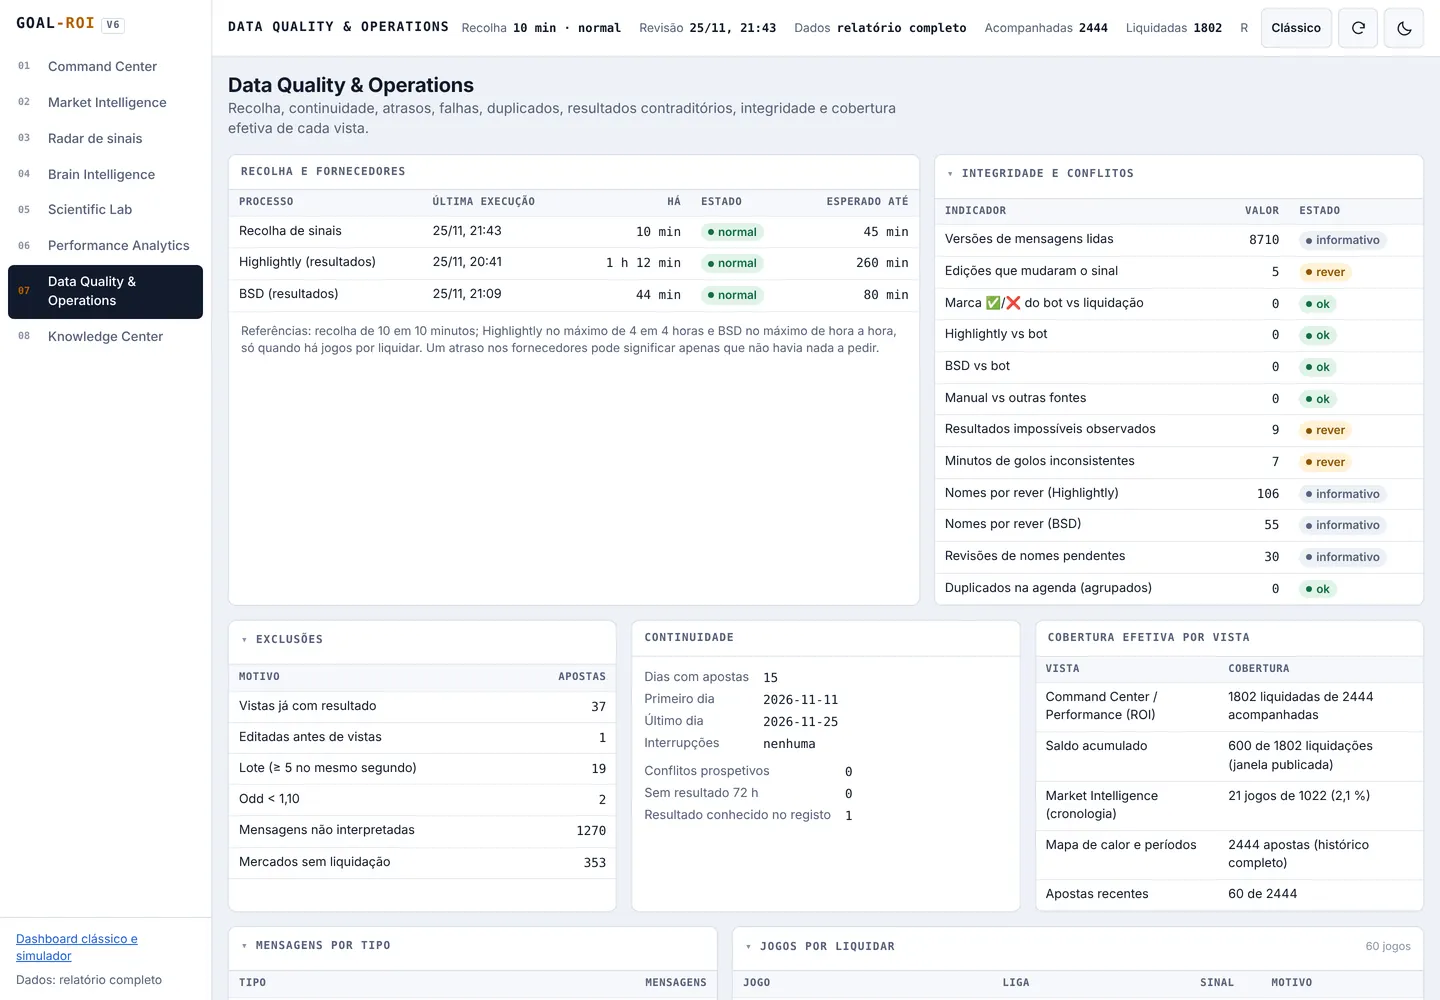 GOAL-ROI V6
01 Command Center
02 Market Intelligence
03 Radar de sinais
04 Brain Intelligence
05 Scientific Lab
06 Performance Analytics
07 Data Quality &
Operations
08 Knowledge Center
Dashboard clássico e
simulador
Dados: relatório completo
DATA QUALITY & OPERATIONS Recolha 10 min · normal Revisão 25/11, 21:43 Dados relatório completo Acompanhadas 2444 Liquidadas 1802 R Clássico
Data Quality & Operations
Recolha, continuidade, atrasos, falhas, duplicados, resultados contraditórios, integridade e cobertura
efetiva de cada vista.
RECOLHA E FORNECEDORES
PROCESSO ÚLTIMA EXECUÇÃO HÁ ESTADO ESPERADO ATÉ
Recolha de sinais 25/11, 21:43 10 min normal 45 min
Highlightly (resultados) 25/11, 20:41 1 h 12 min normal 260 min
BSD (resultados) 25/11, 21:09 44 min normal 80 min
Referências: recolha de 10 em 10 minutos; Highlightly no máximo de 4 em 4 horas e BSD no máximo de hora a hora,
só quando há jogos por liquidar. Um atraso nos fornecedores pode significar apenas que não havia nada a pedir.
▾ INTEGRIDADE E CONFLITOS
INDICADOR VALOR ESTADO
Versões de mensagens lidas 8710 informativo
Edições que mudaram o sinal 5 rever
Marca ✅/❌ do bot vs liquidação 0 ok
Highlightly vs bot 0 ok
BSD vs bot 0 ok
Manual vs outras fontes 0 ok
Resultados impossíveis observados 9 rever
Minutos de golos inconsistentes 7 rever
Nomes por rever (Highlightly) 106 informativo
Nomes por rever (BSD) 55 informativo
Revisões de nomes pendentes 30 informativo
Duplicados na agenda (agrupados) 0 ok
▾ EXCLUSÕES
MOTIVO APOSTAS
Vistas já com resultado 37
Editadas antes de vistas 1
Lote (≥ 5 no mesmo segundo) 19
Odd < 1,10 2
Mensagens não interpretadas 1270
Mercados sem liquidação 353
CONTINUIDADE
Dias com apostas 15
Primeiro dia 2026-11-11
Último dia 2026-11-25
Interrupções nenhuma
Conflitos prospetivos 0
Sem resultado 72 h 0
Resultado conhecido no registo 1
COBERTURA EFETIVA POR VISTA
VISTA COBERTURA
Command Center / 1802 liquidadas de 2444
Performance (ROI) acompanhadas
Saldo acumulado 600 de 1802 liquidações
(janela publicada)
Market Intelligence 21 jogos de 1022 (2,1 %)
(cronologia)
Mapa de calor e períodos 2444 apostas (histórico
completo)
Apostas recentes 60 de 2444
▾ MENSAGENS POR TIPO
TIPO MENSAGENS
▾ JOGOS POR LIQUIDAR 60 jogos
JOGO LIGA SINAL MOTIVO